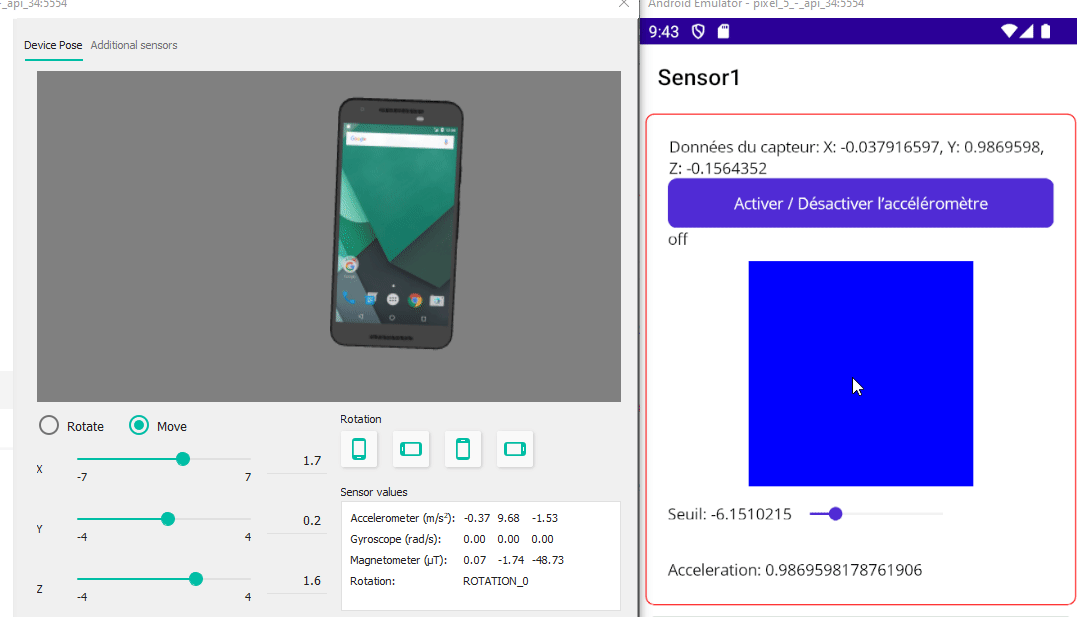 -_api_34:5554
Device Pose Additional sensors
Google
Rotate Move
X
-7 7
1.7
Y
-4 4
0.2
Z
-4 4
1.6
Rotation
Sensor values
Accelerometer (m/s²): -0.37 9.68 -1.53
Gyroscope (rad/s): 0.00 0.00 0.00
Magnetometer (μT): 0.07 -1.74 -48.73
Rotation: ROTATION_0
Android Emulator - pixel_5_-_api_34:5554
9:43
Sensor1
Données du capteur: X: -0.037916597, Y: 0.9869598,
Z: -0.1564352
Activer / Désactiver l’accéléromètre
off
Seuil: -6.1510215
Acceleration: 0.9869598178761906